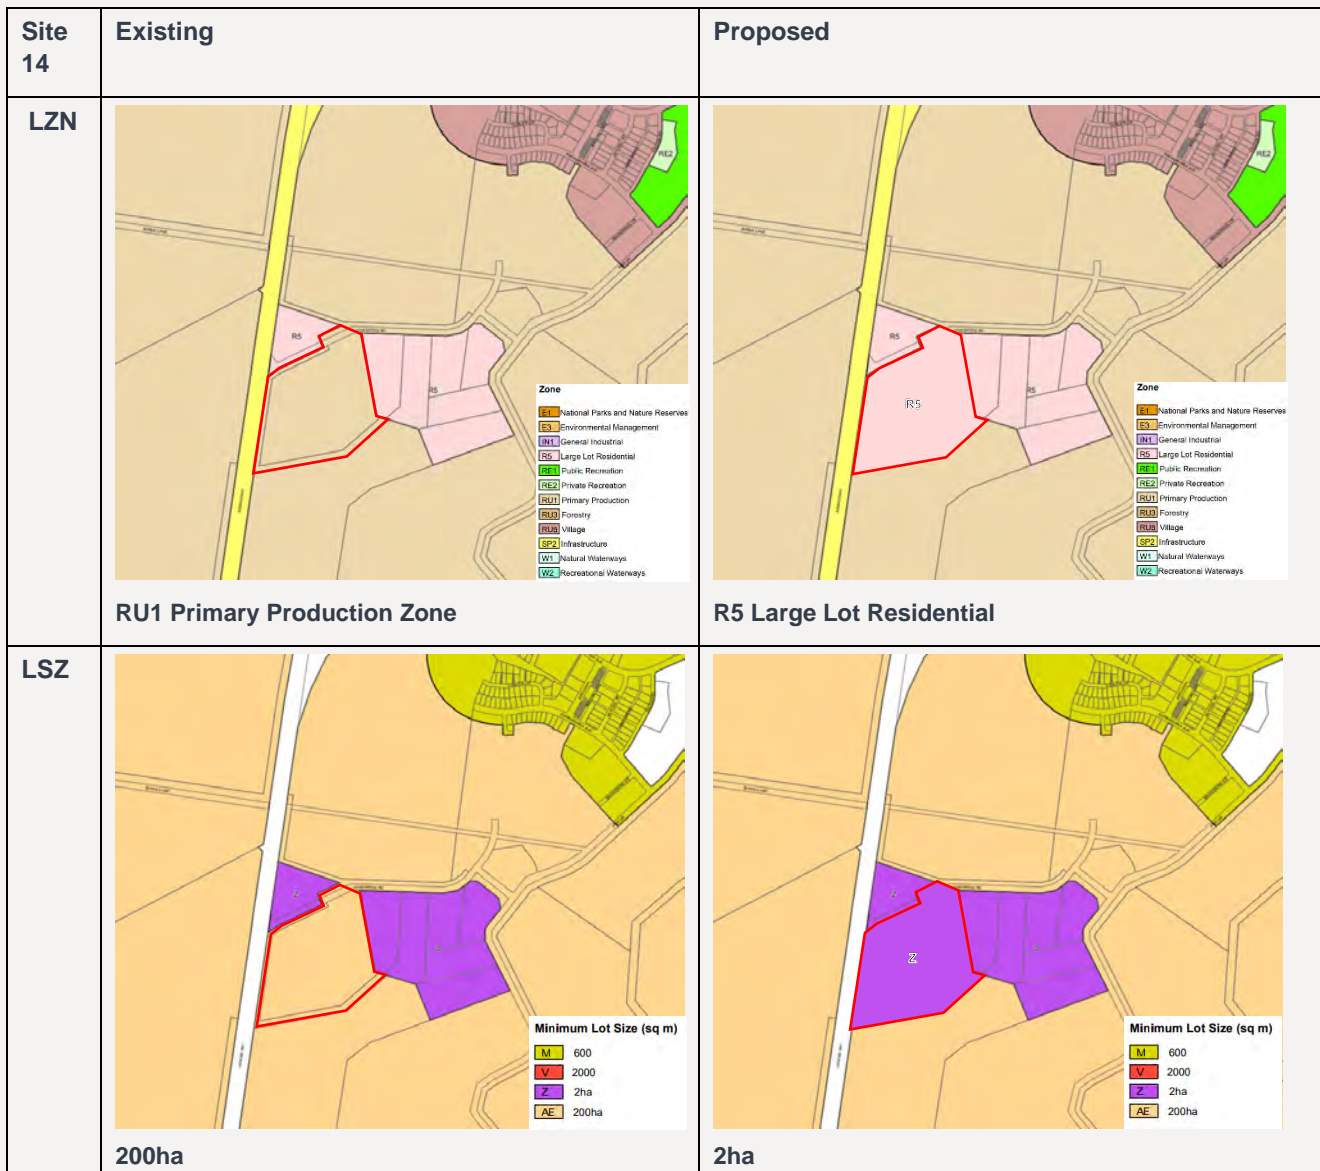 Site 14
Existing
Proposed
LZN
RE2
R5
R5
Zone
E1 National Parks and Nature Reserves
E3 Environmental Management
IN1 General Industrial
R5 Large Lot Residential
RE1 Public Recreation
RE2 Private Recreation
RU1 Primary Production
RU3 Forestry
RU5 Village
SP2 Infrastructure
W1 Natural Waterways
W2 Recreational Waterways
RU1 Primary Production Zone
RE2
R5
R5
R5
Zone
E1 National Parks and Nature Reserves
E3 Environmental Management
IN1 General Industrial
R5 Large Lot Residential
RE1 Public Recreation
RE2 Private Recreation
RU1 Primary Production
RU3 Forestry
RU5 Village
SP2 Infrastructure
W1 Natural Waterways
W2 Recreational Waterways
R5 Large Lot Residential
LSZ
Z
Z
Minimum Lot Size (sq m)
M 600
V 2000
Z 2ha
AE 200ha
200ha
Z
Z
Z
Minimum Lot Size (sq m)
M 600
V 2000
Z 2ha
AE 200ha
2ha